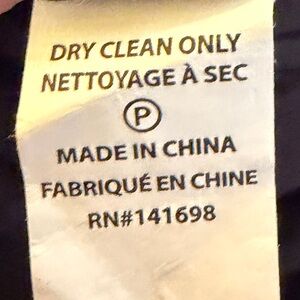 DRY CLEAN ONLY
NETTOYAGE À SEC
P
MADE IN CHINA
FABRIQUÉ EN CHINE
RN#141698